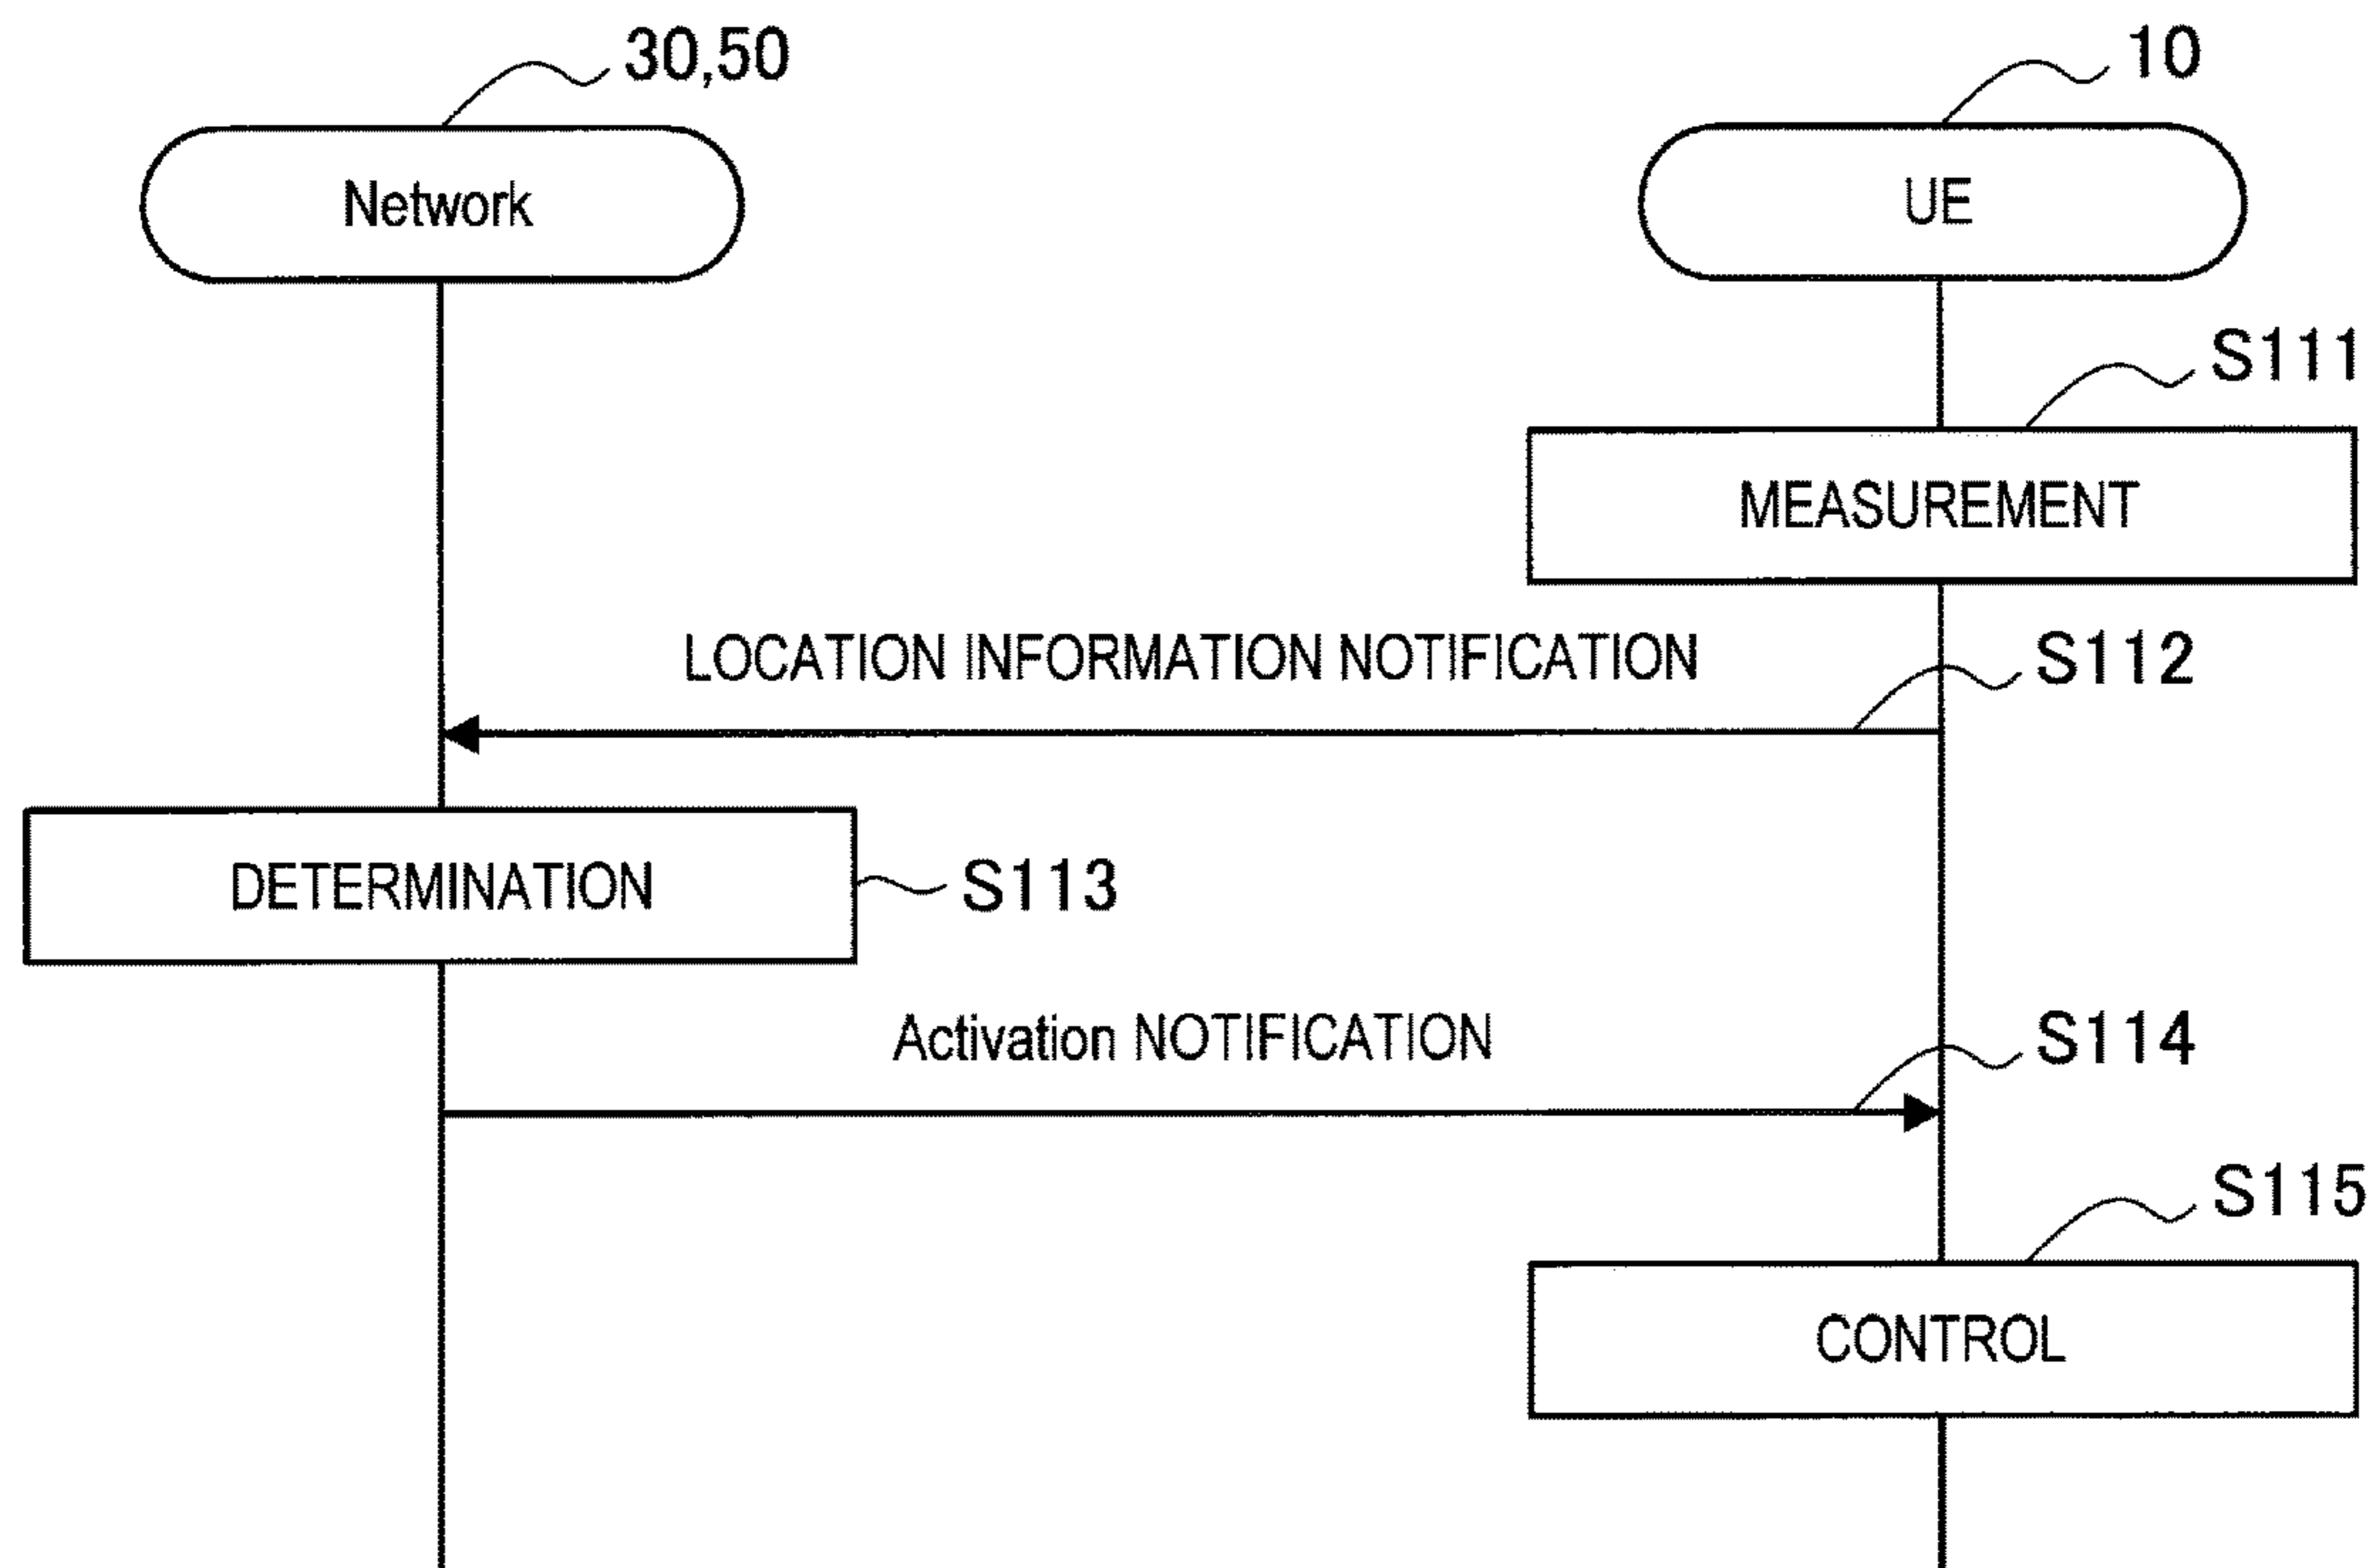 30,50
10
Network
UE
S111
MEASUREMENT
LOCATION INFORMATION NOTIFICATION
S112
DETERMINATION
S113
Activation NOTIFICATION
S114
S115
CONTROL